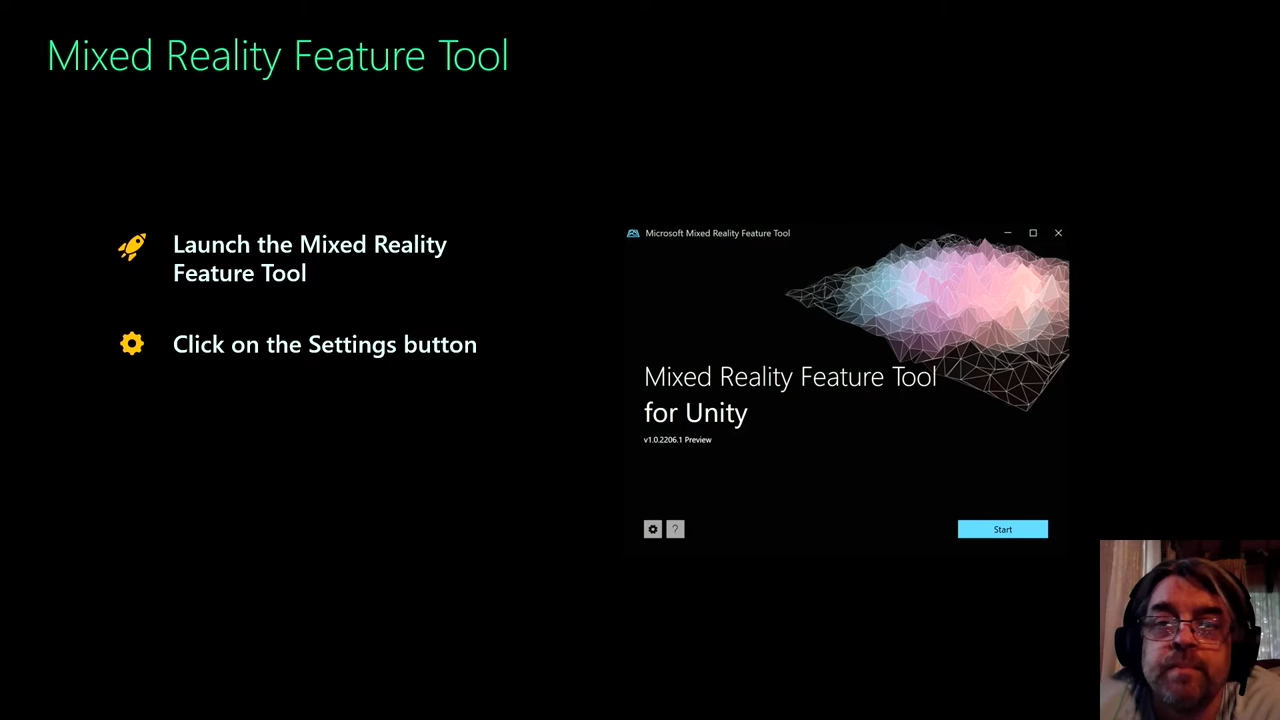 Mixed Reality Feature Tool
Launch the Mixed Reality
Feature Tool
Click on the Settings button
Microsoft Mixed Reality Feature Tool
Mixed Reality Feature Tool
for Unity
v1.0.2206.1 Preview
?
Start